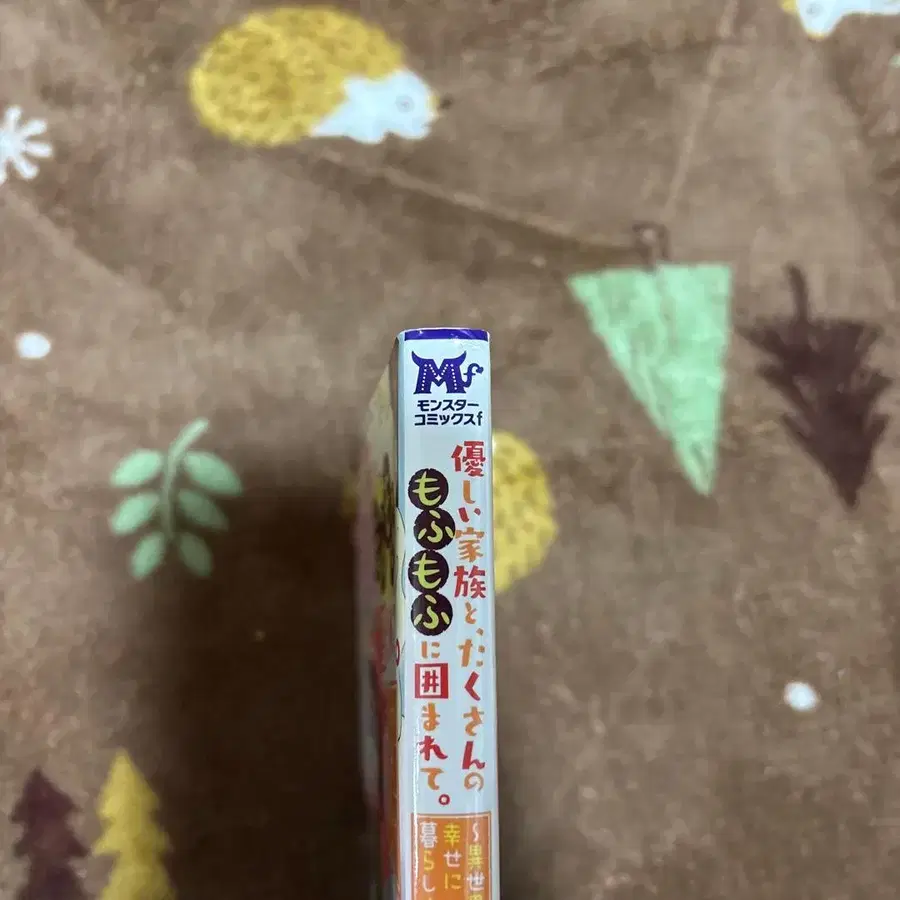 Mf
モンスター
コミックスf
優しい家族と、たくさんの
もふもふに囲まれて。
～異世
幸せに
暮らし